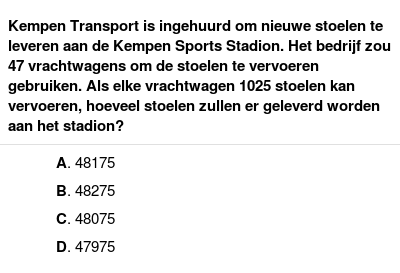 Kempen Transport is ingehuurd om nieuwe stoelen te
leveren aan de Kempen Sports Stadion. Het bedrijf zou
47 vrachtwagens om de stoelen te vervoeren
gebruiken. Als elke vrachtwagen 1025 stoelen kan
vervoeren, hoeveel stoelen zullen er geleverd worden
aan het stadion?
A. 48175
B. 48275
C. 48075
D. 47975